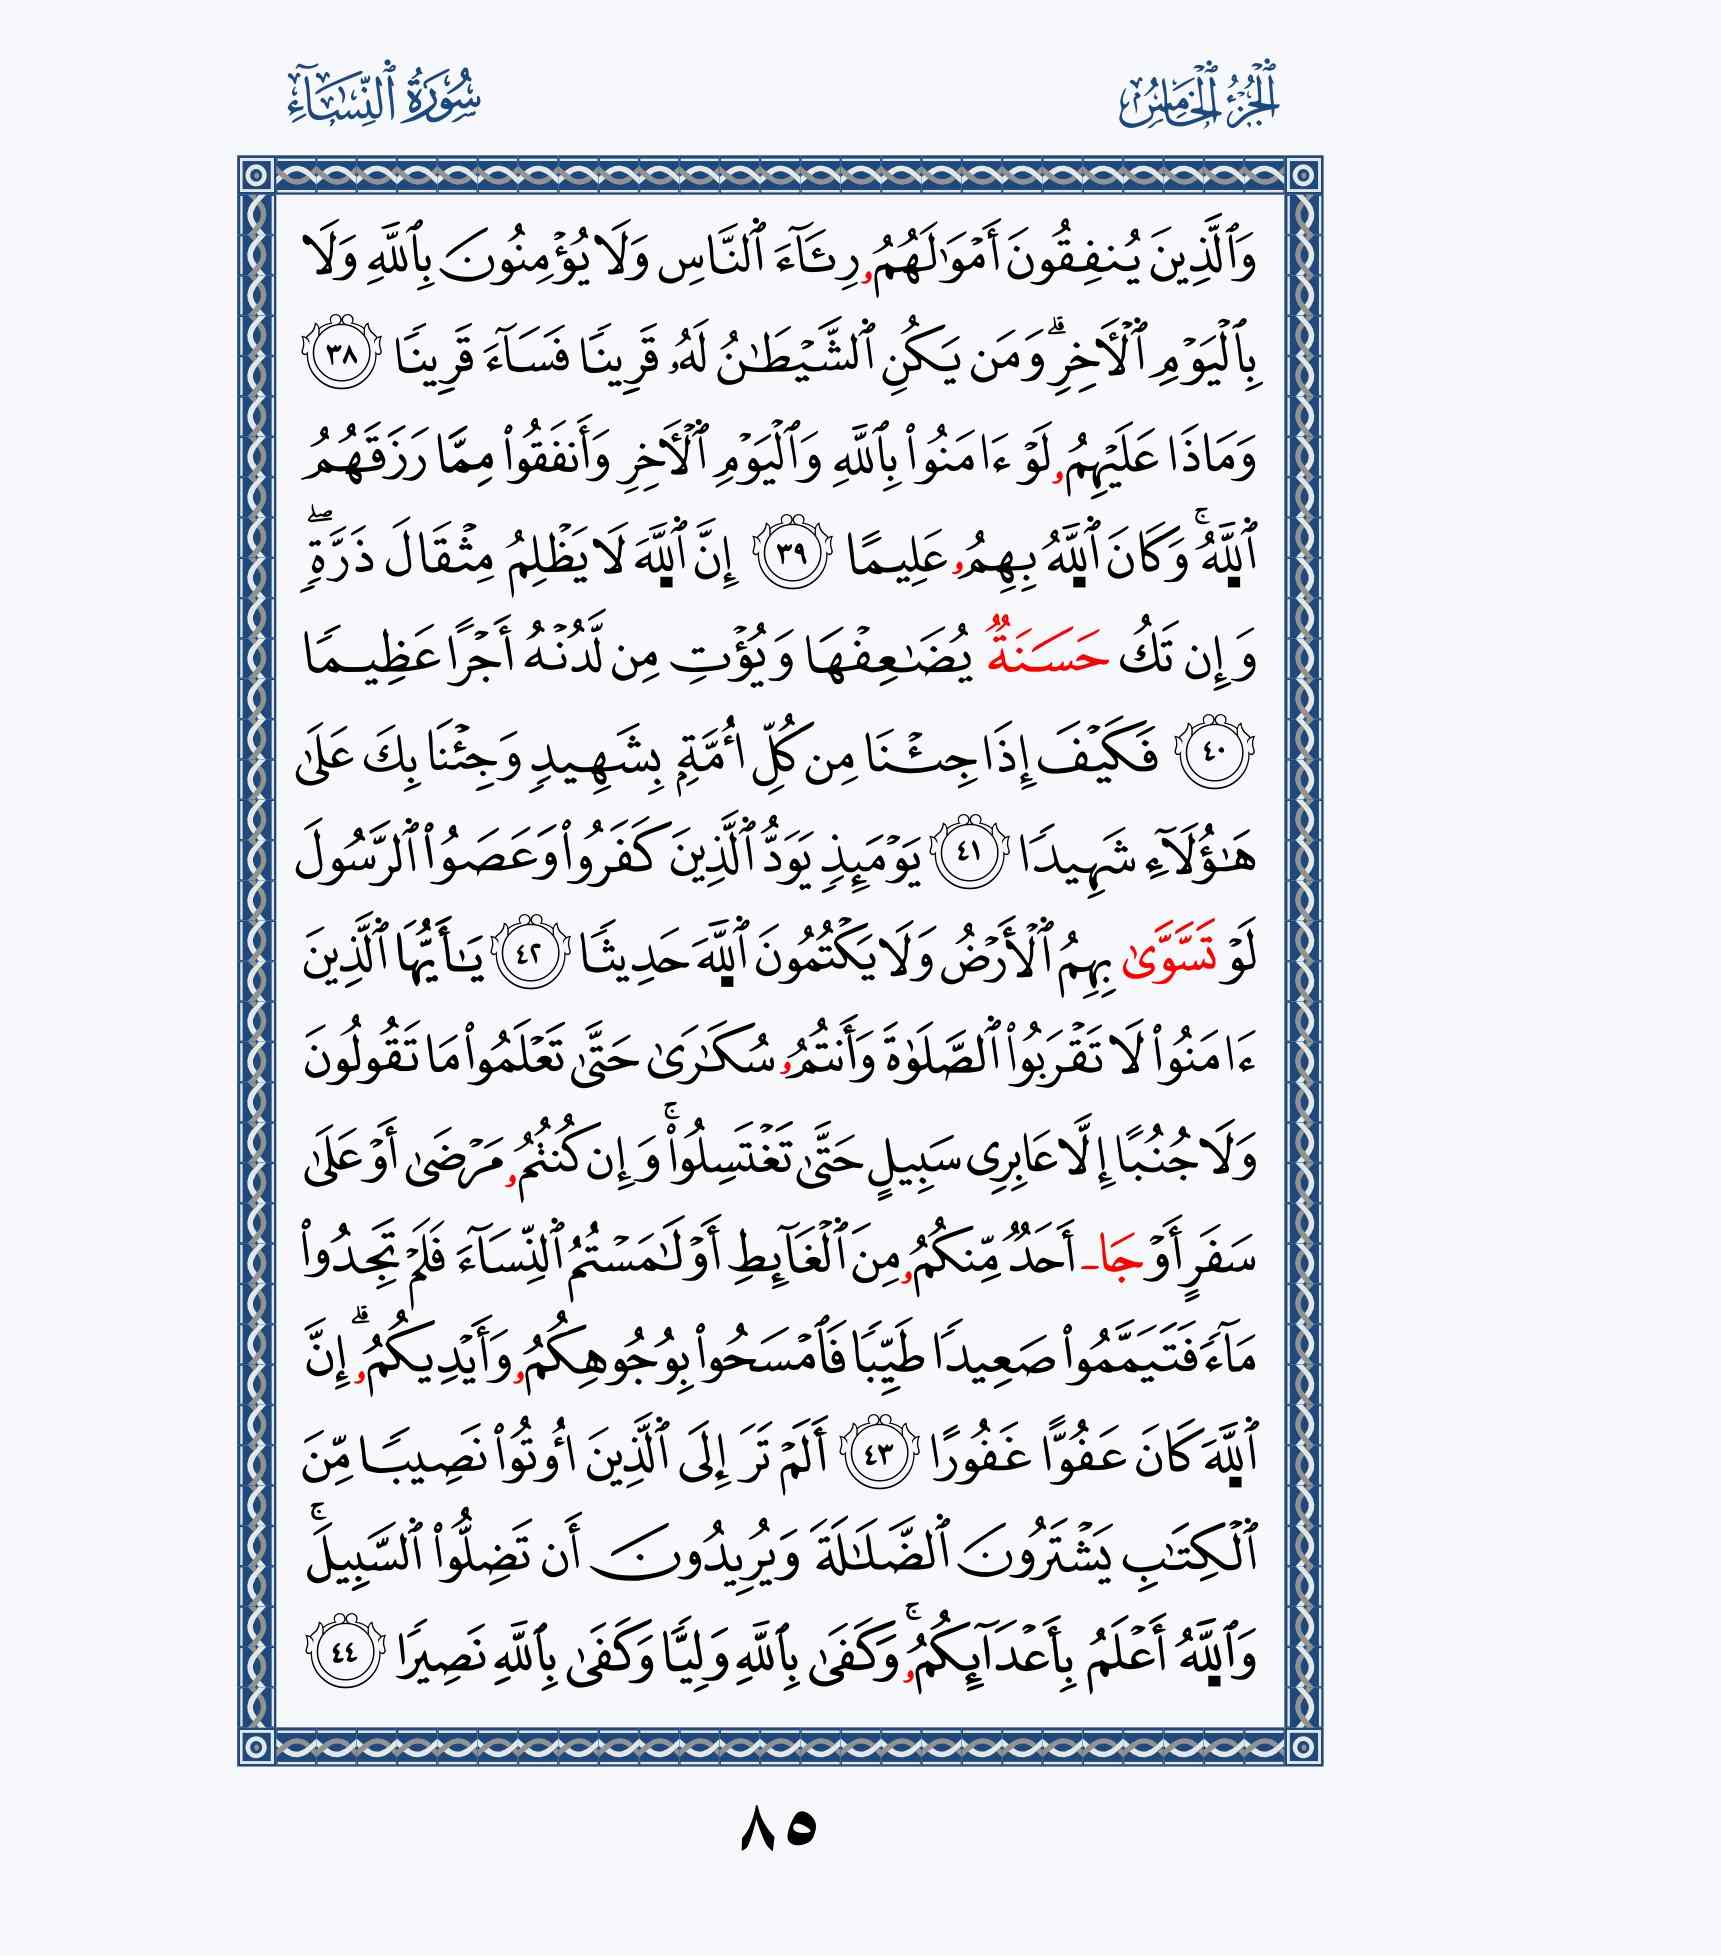 ٱلۡجُزۡءُ ٱلۡخَامِسُ
سُورَةُ ٱلنِّسَآءِ
وَٱلَّذِينَ يُنفِقُونَ أَمۡوَٰلَهُمُۥ رِئَآءَ ٱلنَّاسِ وَلَا يُؤۡمِنُونَ بِٱللَّهِ وَلَا
بِٱلۡيَوۡمِ ٱلۡأٓخِرِۗ وَمَن يَكُنِ ٱلشَّيۡطَٰنُ لَهُۥ قَرِينٗا فَسَآءَ قَرِينٗا ٣٨
وَمَاذَا عَلَيۡهِمُۥ لَوۡ ءَامَنُواْ بِٱللَّهِ وَٱلۡيَوۡمِ ٱلۡأٓخِرِ وَأَنفَقُواْ مِمَّا رَزَقَهُمُ
ٱللَّهُۚ وَكَانَ ٱللَّهُ بِهِمُۥ عَلِيمًا ٣٩ إِنَّ ٱللَّهَ لَا يَظۡلِمُ مِثۡقَالَ ذَرَّةٖۖ
وَإِن تَكُ حَسَنَةٞ يُضَٰعِفۡهَا وَيُؤۡتِ مِن لَّدُنۡهُ أَجۡرًا عَظِيمٗا
٤٠ فَكَيۡفَ إِذَا جِئۡنَا مِن كُلِّ أُمَّةِۭ بِشَهِيدٖ وَجِئۡنَا بِكَ عَلَىٰ
هَٰٓؤُلَآءِ شَهِيدٗا ٤١ يَوۡمَئِذٖ يَوَدُّ ٱلَّذِينَ كَفَرُواْ وَعَصَوُاْ ٱلرَّسُولَ
لَوۡ تَسَّوَّىٰ بِهِمُ ٱلۡأَرۡضُ وَلَا يَكۡتُمُونَ ٱللَّهَ حَدِيثٗا ٤٢ يَٰٓأَيُّهَا ٱلَّذِينَ
ءَامَنُواْ لَا تَقۡرَبُواْ ٱلصَّلَوٰةَ وَأَنتُمُۥ سُكَٰرَىٰ حَتَّىٰ تَعۡلَمُواْ مَا تَقُولُونَ
وَلَا جُنُبًا إِلَّا عَابِرِي سَبِيلٍ حَتَّىٰ تَغۡتَسِلُواْۚ وَإِن كُنتُمُۥ مَرۡضَىٰ أَوۡ عَلَىٰ
سَفَرٍ أَوۡ جَاـ أَحَدٞ مِّنكُمُۥ مِنَ ٱلۡغَآئِطِ أَوۡ لَٰمَسۡتُمُ ٱلنِّسَآءَ فَلَمۡ تَجِدُواْ
مَآءٗ فَتَيَمَّمُواْ صَعِيدٗا طَيِّبٗا فَٱمۡسَحُواْ بِوُجُوهِكُمُۥ وَأَيۡدِيكُمُۥۗ إِنَّ
ٱللَّهَ كَانَ عَفُوًّا غَفُورًا ٤٣ أَلَمۡ تَرَ إِلَى ٱلَّذِينَ أُوتُواْ نَصِيبٗا مِّنَ
ٱلۡكِتَٰبِ يَشۡتَرُونَ ٱلضَّلَٰلَةَ وَيُرِيدُونَ أَن تَضِلُّواْ ٱلسَّبِيلَۚ
وَٱللَّهُ أَعۡلَمُ بِأَعۡدَآئِكُمُۥۚ وَكَفَىٰ بِٱللَّهِ وَلِيّٗا وَكَفَىٰ بِٱللَّهِ نَصِيرٗا ٤٤
٨٥